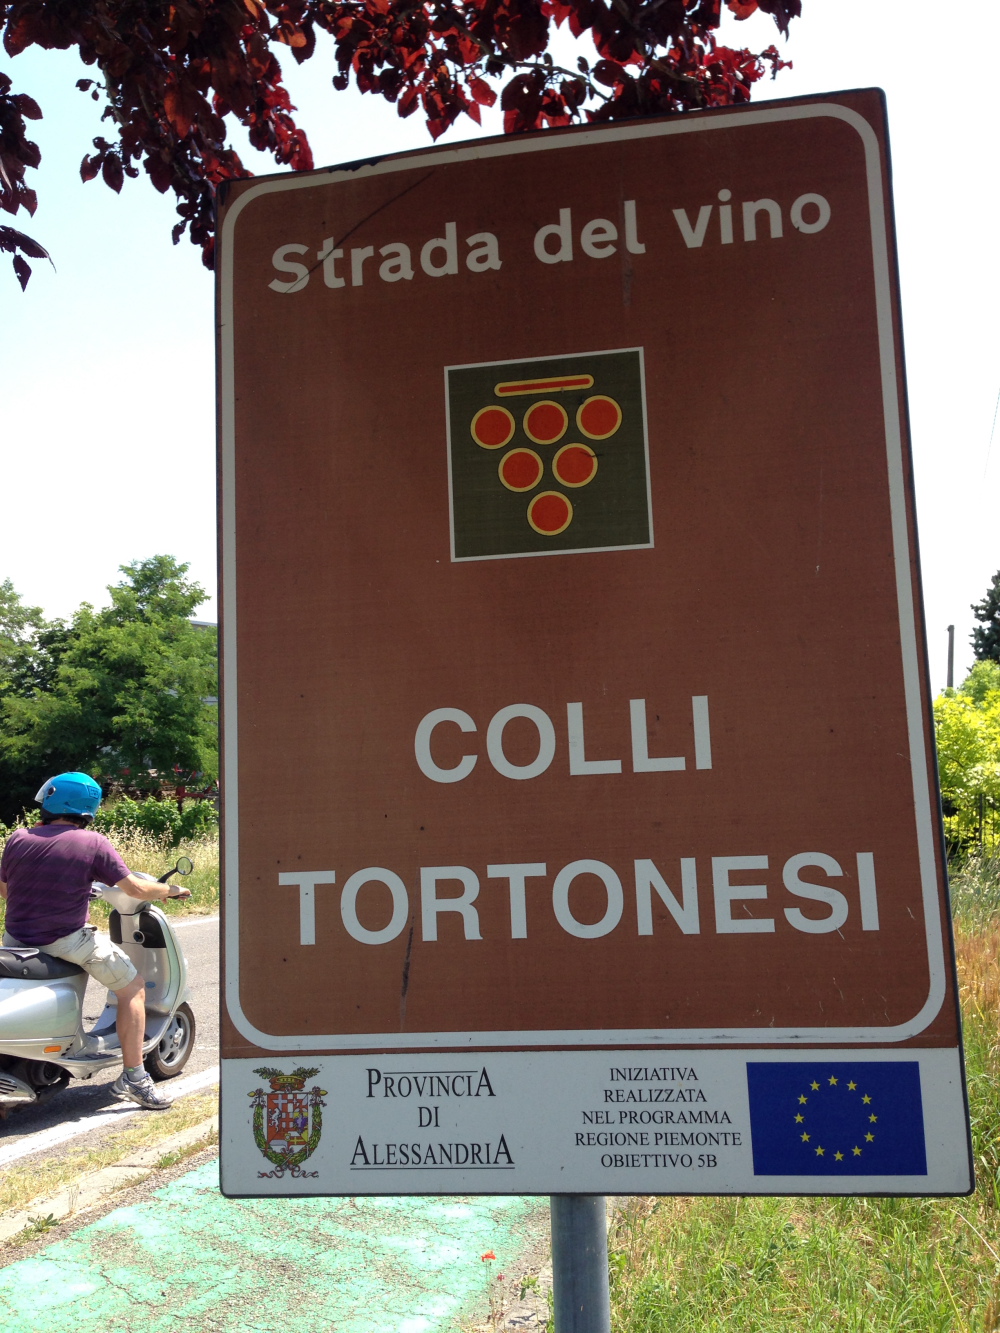 Strada del vino
COLLI
TORTONESI
PROVINCIA
DI
ALESSANDRIA
INIZIATIVA
REALIZZATA
NEL PROGRAMMA
REGIONE PIEMONTE
OBIETTIVO 5B